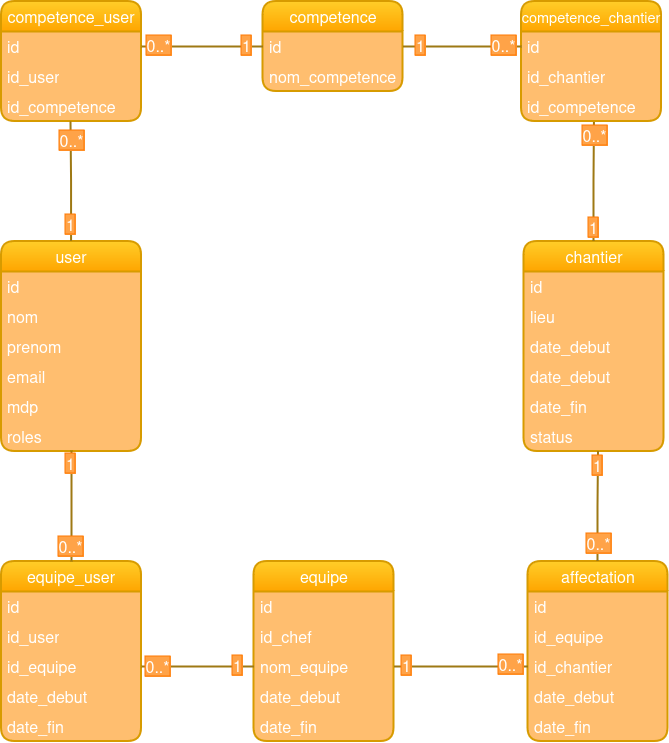 competence_user
id
id_user
id_competence
0..*
1
competence
id
nom_competence
1
0..*
competence_chantier
id
id_chantier
id_competence
0..*
1
0..*
1
user
id
nom
prenom
email
mdp
roles
chantier
id
lieu
date_debut
date_debut
date_fin
status
1
0..*
1
0..*
equipe_user
id
id_user
id_equipe
date_debut
date_fin
0..*
1
equipe
id
id_chef
nom_equipe
date_debut
date_fin
1
0..*
affectation
id
id_equipe
id_chantier
date_debut
date_fin